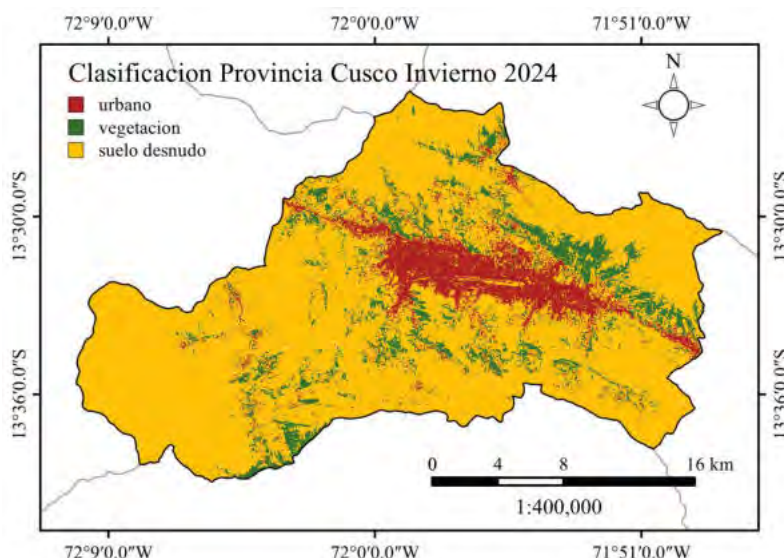 72°9'0.0"W 72°0'0.0"W 71°51'0.0"W
Clasificacion Provincia Cusco Invierno 2024
N
urbano
vegetacion
suelo desnudo
13°30'0.0"S 13°30'0.0"S
13°36'0.0"S 13°36'0.0"S
0 4 8 16 km
1:400,000
72°9'0.0"W 72°0'0.0"W 71°51'0.0"W